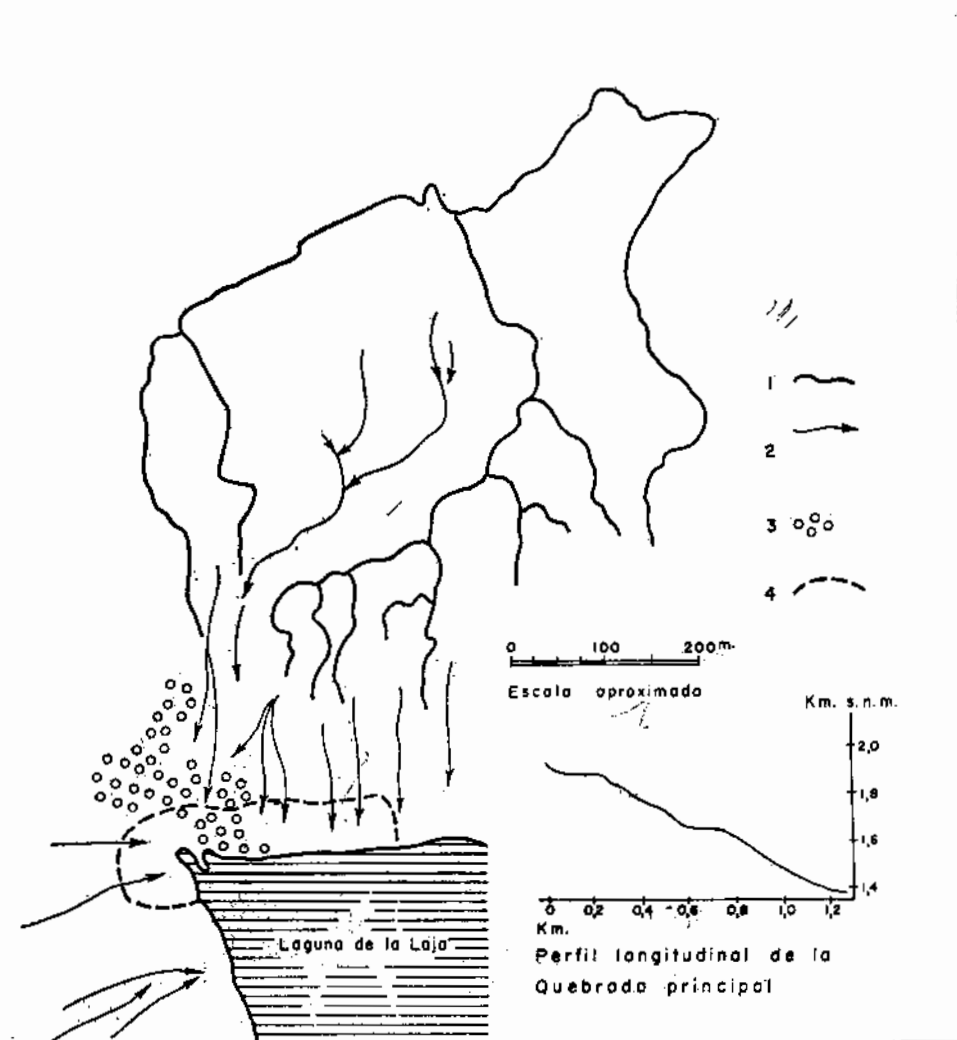 1
2
3
4
0 100 200 m.
Escala aproximada
Km. s.n.m.
2,0
1,8
1,6
1,4
0 0,2 0,4 0,6 0,8 1,0 1,2
Km.
Perfil longitudinal de la
Quebrada principal
Laguna de la Laja